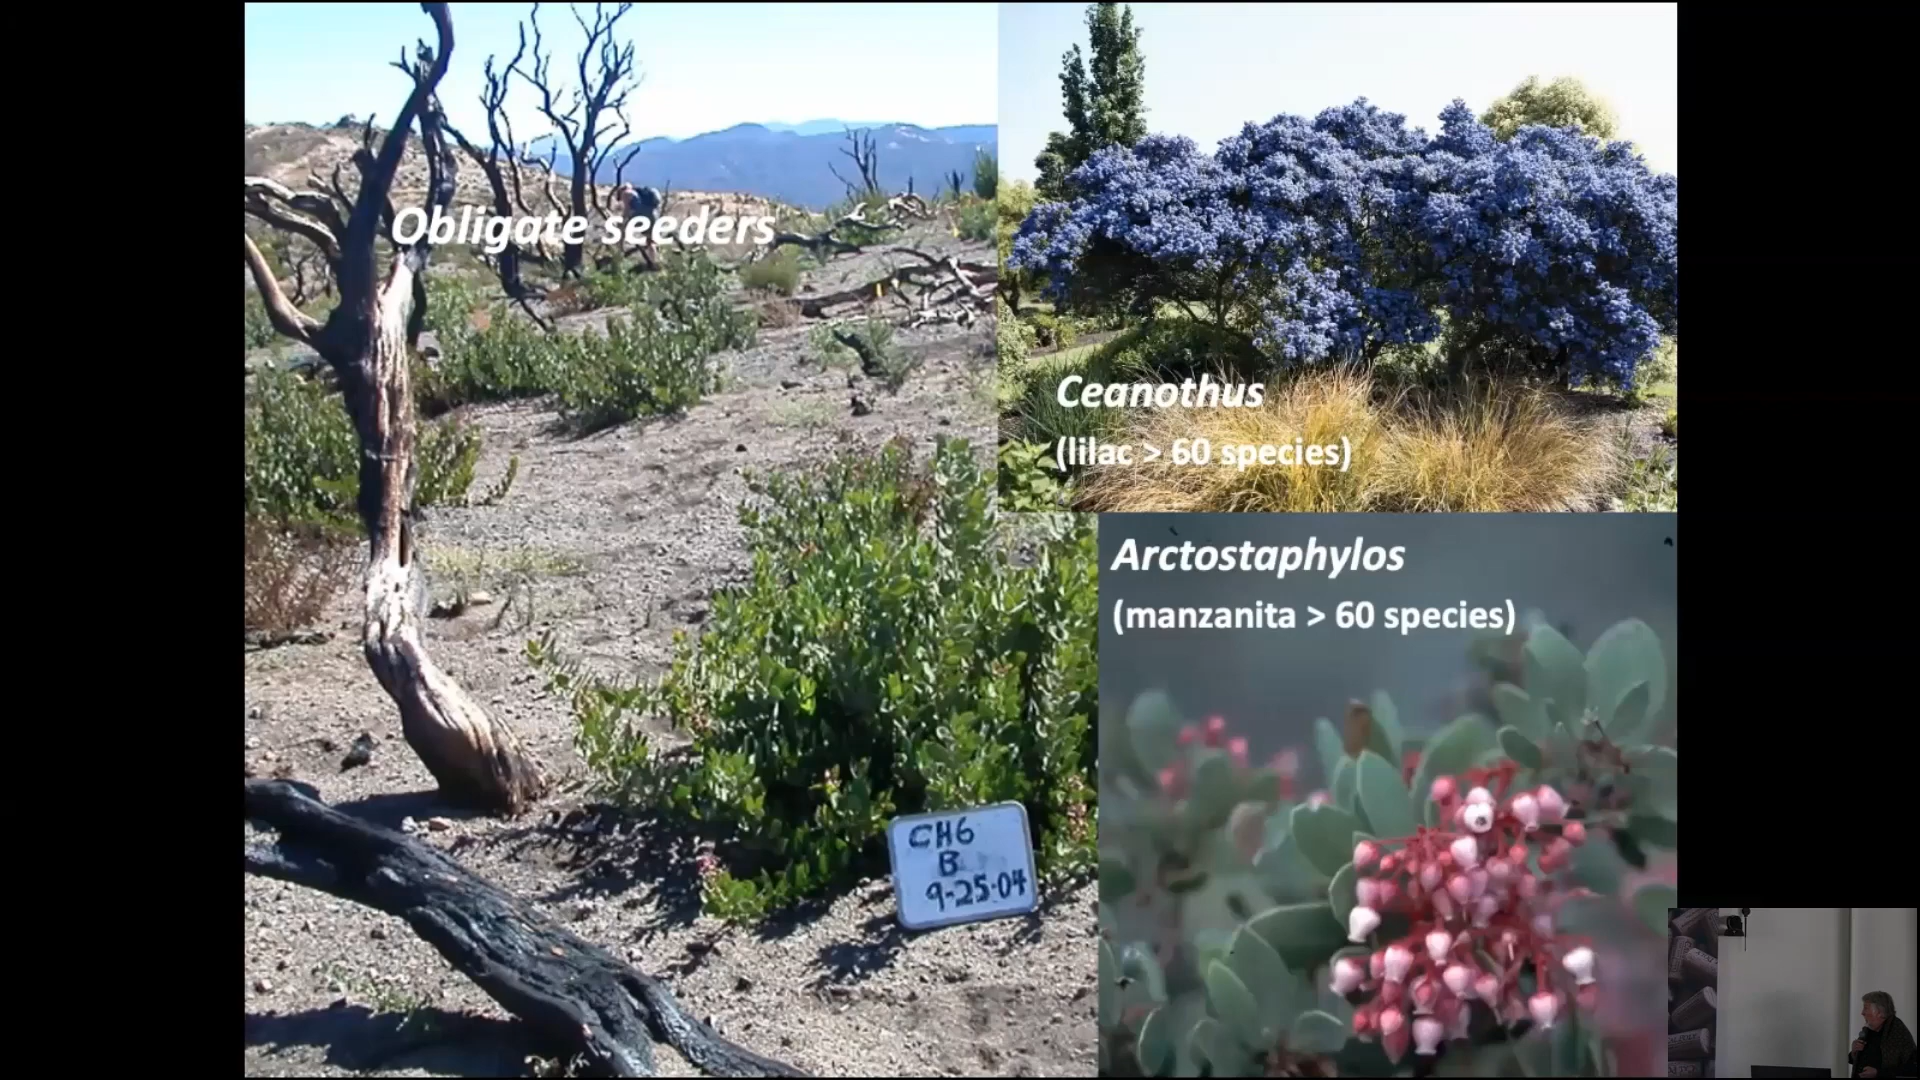 Obligate seeders
Ceanothus
(lilac > 60 species)
Arctostaphylos
(manzanita > 60 species)
CH6
B
9-25-04